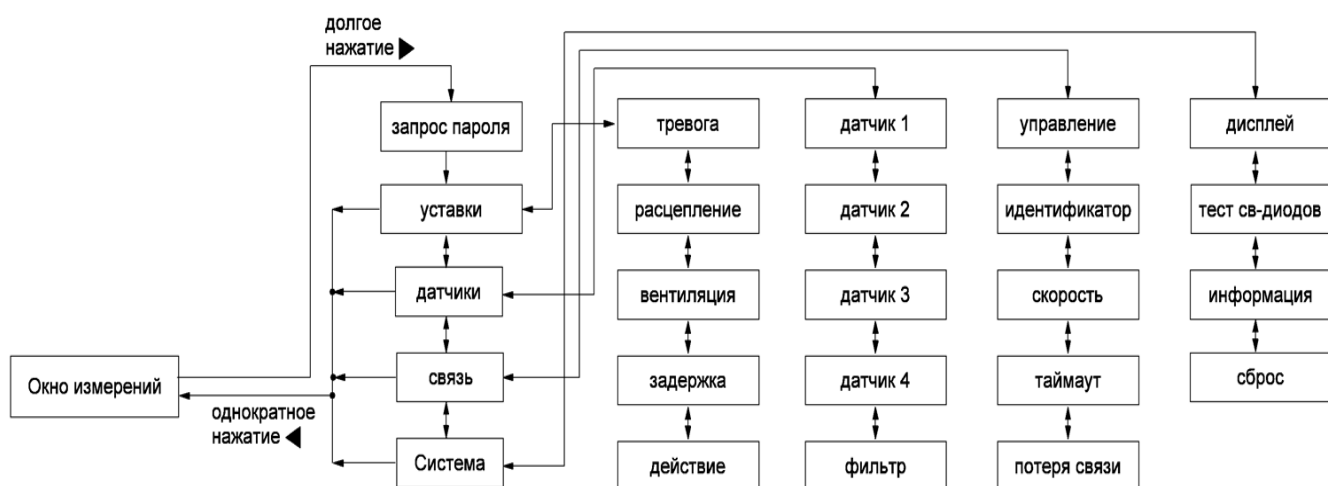 долгое
нажатие
запрос пароля
тревога
датчик 1
управление
дисплей
уставки
расцепление
датчик 2
идентификатор
тест св-диодов
датчики
вентиляция
датчик 3
скорость
информация
Окно измерений
связь
задержка
датчик 4
таймаут
сброс
однократное
нажатие
Система
действие
фильтр
потеря связи